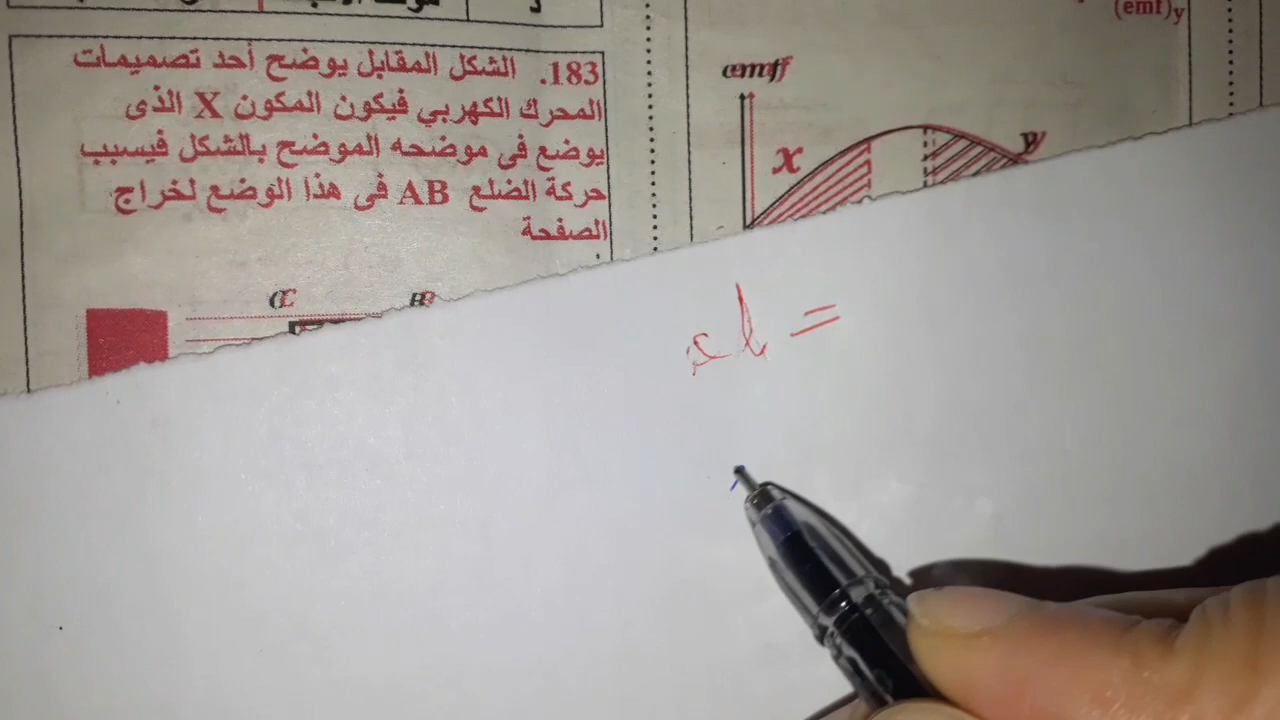 183. الشكل المقابل يوضح أحد تصميمات
المحرك الكهربي فيكون المكون X الذى
يوضع فى موضحه الموضح بالشكل فيسبب
حركة الضلع AB فى هذا الوضع لخراج
الصفحة
C B
(emf)y
emf
x y
=